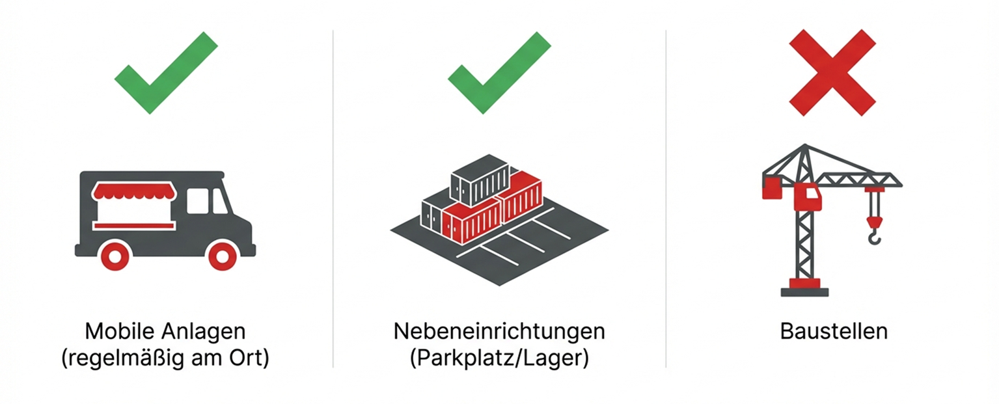 Mobile Anlagen
(regelmäßig am Ort)
Nebeneinrichtungen
(Parkplatz/Lager)
Baustellen